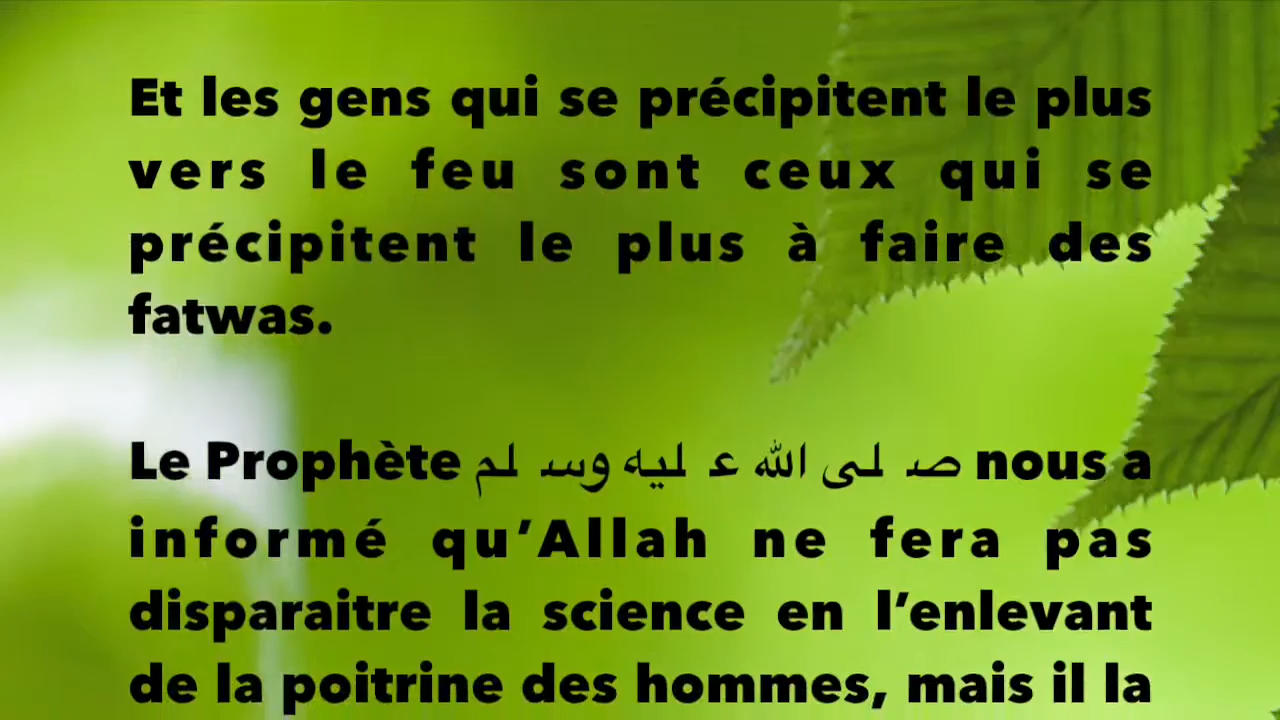 Et les gens qui se précipitent le plus
vers le feu sont ceux qui se
précipitent le plus à faire des
fatwas.
Le Prophète صلى الله عليه وسلم nous a
informé qu’Allah ne fera pas
disparaitre la science en l’enlevant
de la poitrine des hommes, mais il la